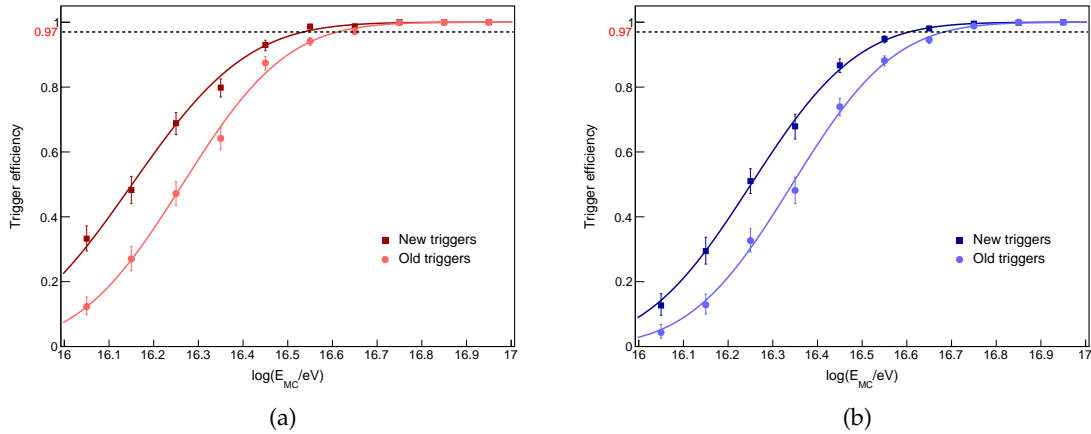 1
0.97
0.8
0.6
0.4
0.2
0
Trigger efficiency
New triggers
Old triggers
16 16.1 16.2 16.3 16.4 16.5 16.6 16.7 16.8 16.9 17
log(E_MC/eV)
(a)
1
0.97
0.8
0.6
0.4
0.2
0
Trigger efficiency
New triggers
Old triggers
16 16.1 16.2 16.3 16.4 16.5 16.6 16.7 16.8 16.9 17
log(E_MC/eV)
(b)